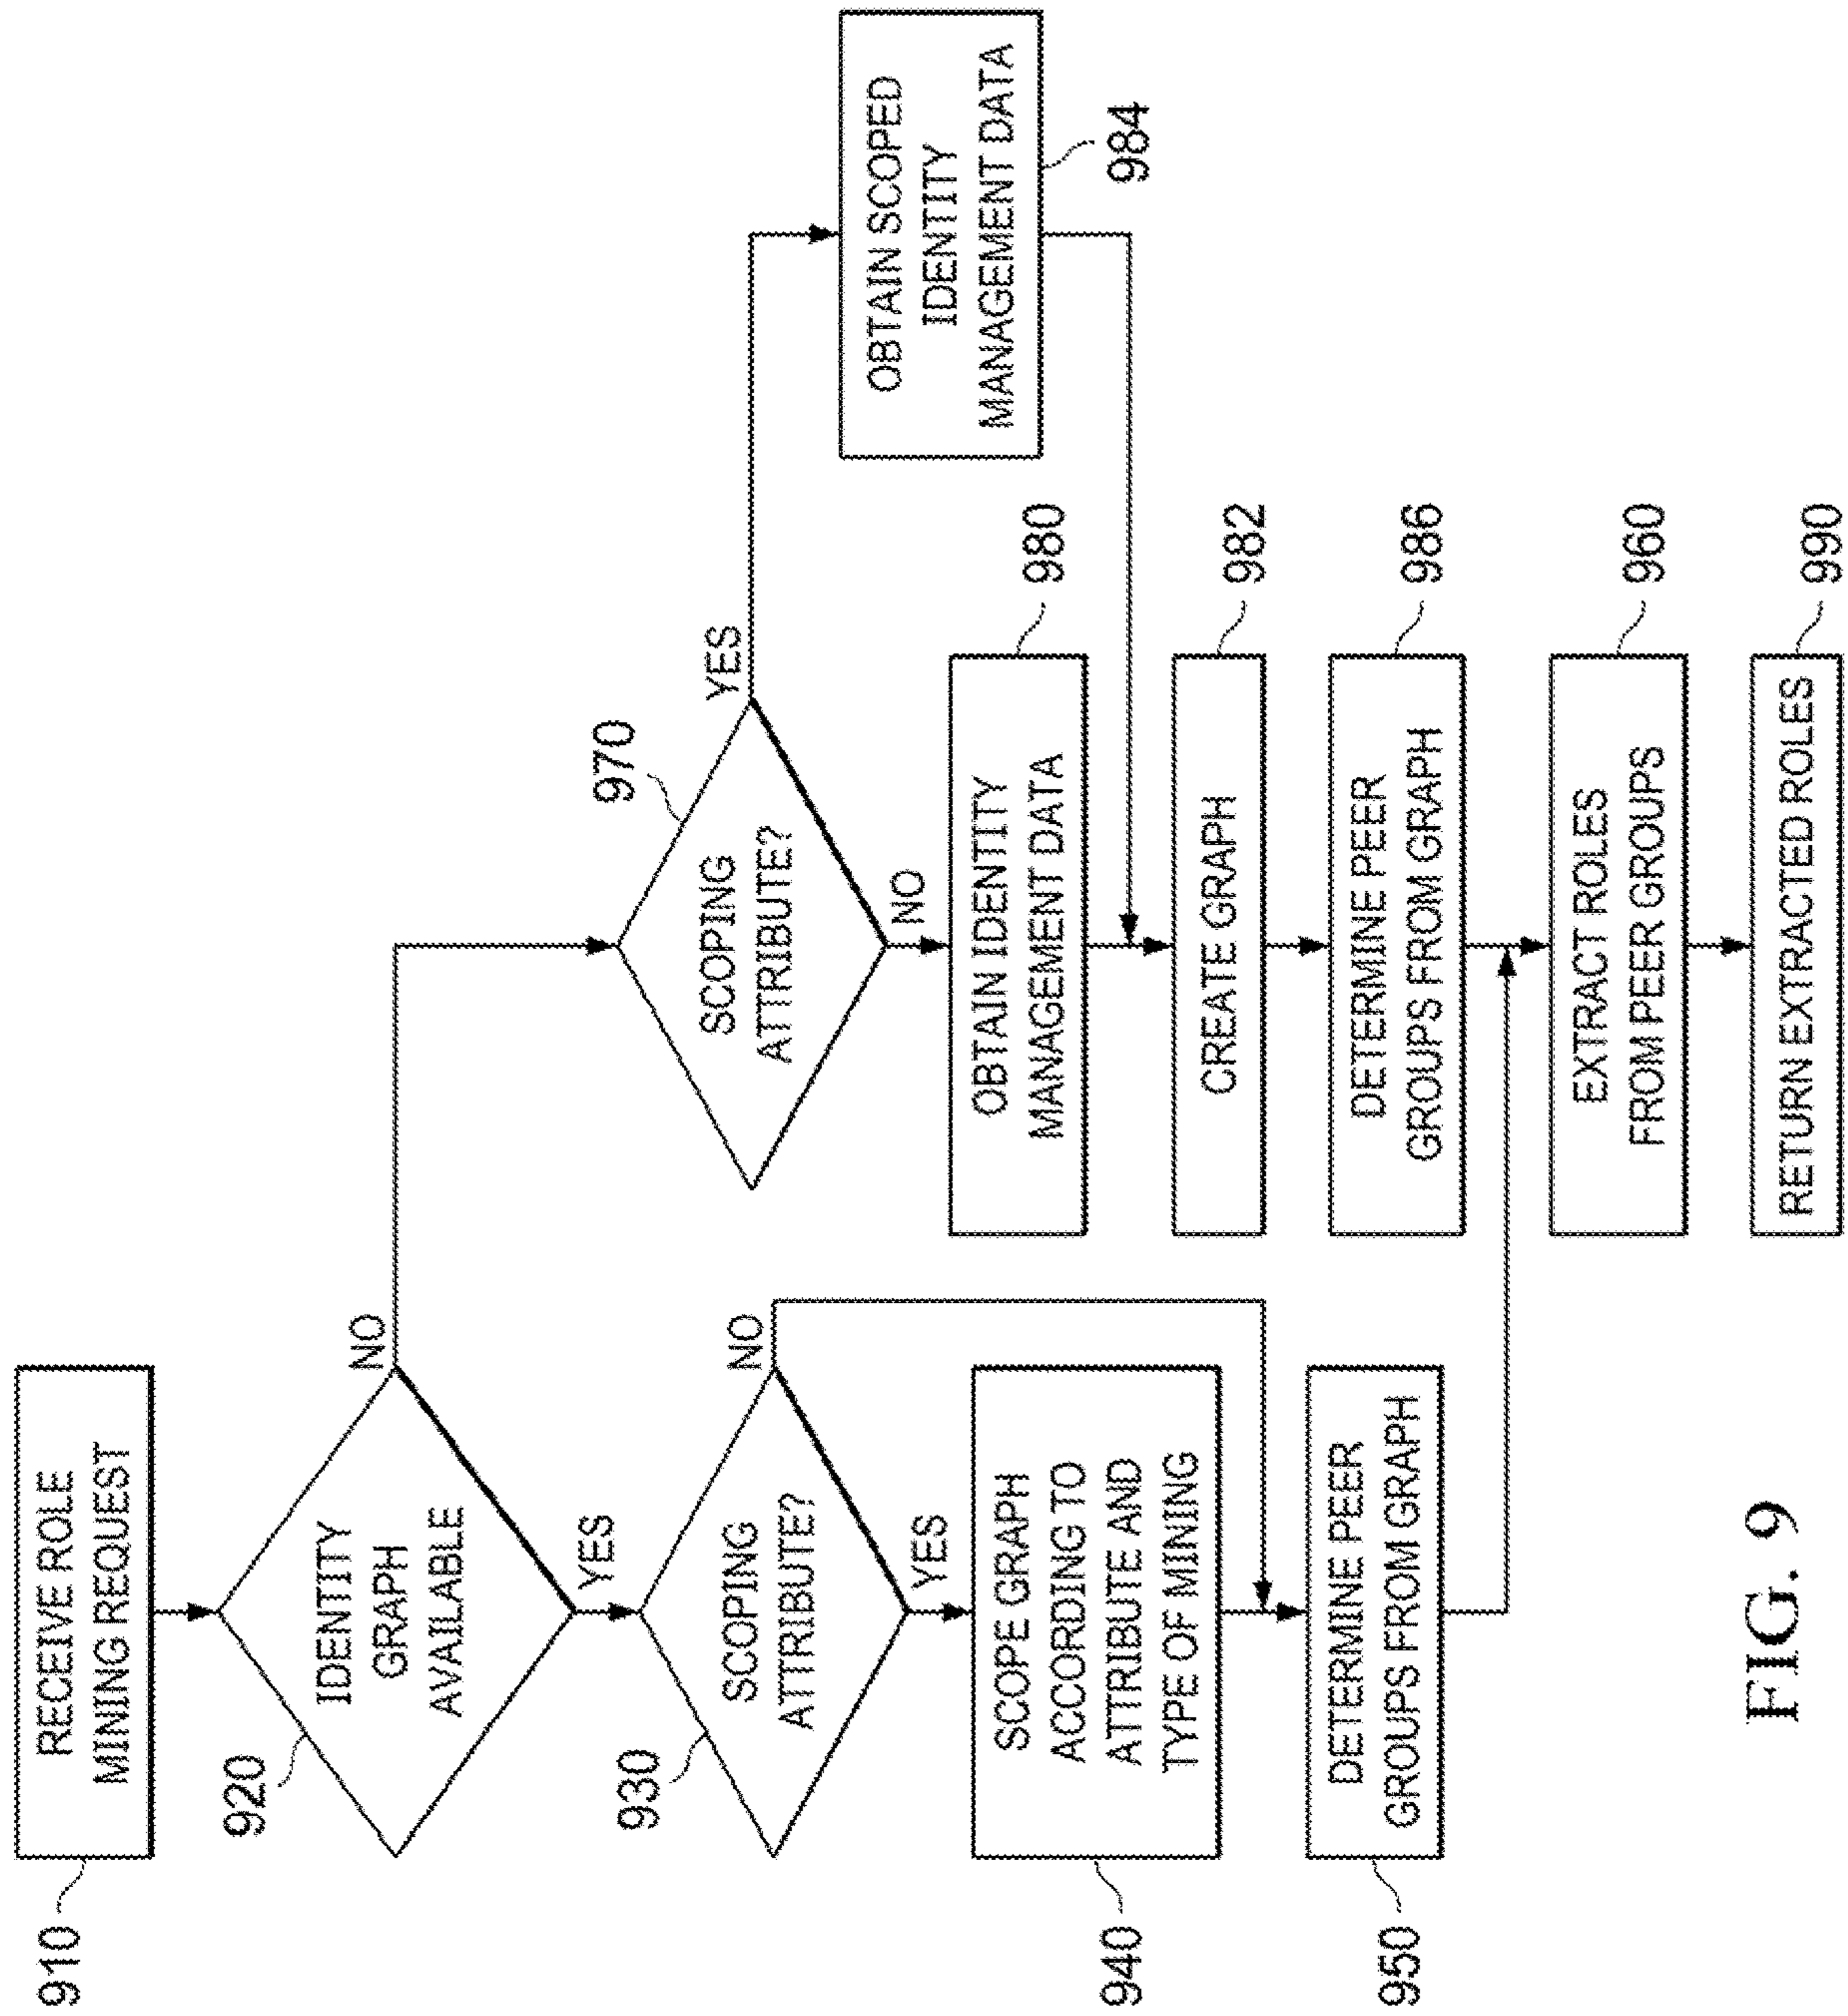 910
RECEIVE ROLE
MINING REQUEST
920
IDENTITY
GRAPH
AVAILABLE
NO
YES
930
SCOPING
ATTRIBUTE?
NO
YES
940
SCOPE GRAPH
ACCORDING TO
ATTRIBUTE AND
TYPE OF MINING
950
DETERMINE PEER
GROUPS FROM GRAPH
970
SCOPING
ATTRIBUTE?
YES
NO
OBTAIN SCOPED
IDENTITY
MANAGEMENT DATA
984
OBTAIN IDENTITY
MANAGEMENT DATA
980
CREATE GRAPH
982
DETERMINE PEER
GROUPS FROM GRAPH
986
EXTRACT ROLES
FROM PEER GROUPS
960
RETURN EXTRACTED ROLES
990
FIG. 9